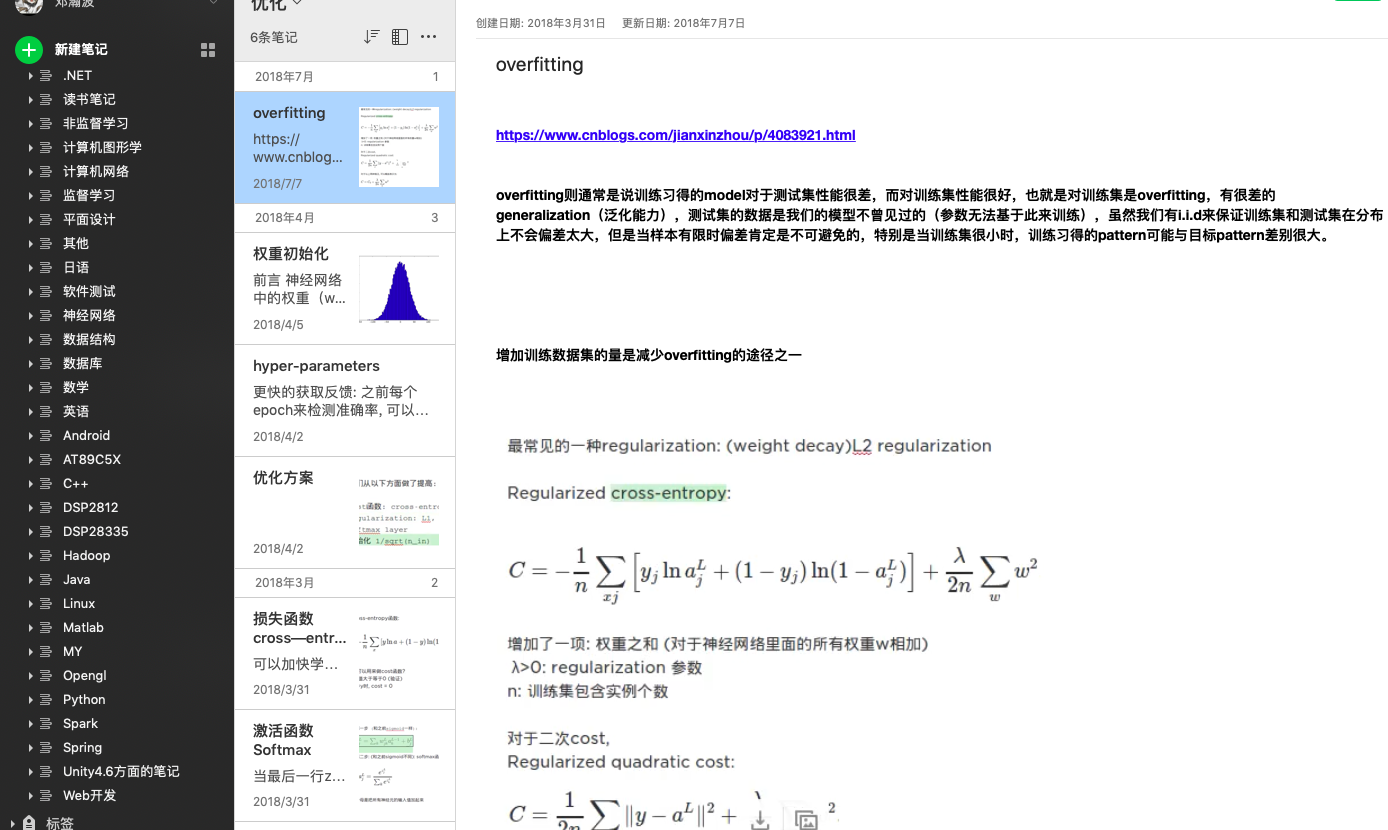 邓瀚波
新建笔记
.NET
读书笔记
非监督学习
计算机图形学
计算机网络
监督学习
平面设计
其他
日语
软件测试
神经网络
数据结构
数据库
数学
英语
Android
AT89C5X
C++
DSP2812
DSP28335
Hadoop
Java
Linux
Matlab
MY
Opengl
Python
Spark
Spring
Unity4.6方面的笔记
Web开发
标签
优化
6条笔记
2018年7月 1
overfitting
https://
www.cnblog...
2018/7/7
2018年4月 3
权重初始化
前言 神经网络
中的权重（w...
2018/4/5
hyper-parameters
更快的获取反馈: 之前每个
epoch来检测准确率, 可以…
2018/4/2
优化方案
2018/4/2
们从以下方面做了提高:
st函数: cross-entro
gularization: L1,
ftmax layer
始化 1/sqrt(n_in)
2018年3月 2
损失函数
cross—entr...
可以加快学…
2018/3/31
激活函数
Softmax
当最后一行z…
2018/3/31
创建日期: 2018年3月31日 更新日期: 2018年7月7日
overfitting
https://www.cnblogs.com/jianxinzhou/p/4083921.html
overfitting则通常是说训练习得的model对于测试集性能很差，而对训练集性能很好，也就是对训练集是overfitting，有很差的
generalization（泛化能力），测试集的数据是我们的模型不曾见过的（参数无法基于此来训练），虽然我们有i.i.d来保证训练集和测试集在分布
上不会偏差太大，但是当样本有限时偏差肯定是不可避免的，特别是当训练集很小时，训练习得的pattern可能与目标pattern差别很大。
增加训练数据集的量是减少overfitting的途径之一
最常见的一种regularization: (weight decay)L2 regularization
Regularized cross-entropy:
C = -\frac{1}{n} \sum_{xj} [y_j \ln a_j^L + (1 - y_j) \ln(1 - a_j^L)] + \frac{λ}{2n} \sum_w w^2
增加了一项: 权重之和 (对于神经网络里面的所有权重w相加)
λ>0: regularization 参数
n: 训练集包含实例个数
对于二次cost,
Regularized quadratic cost:
C = \frac{1}{2n} \sum \|y - a^L\|^2 +